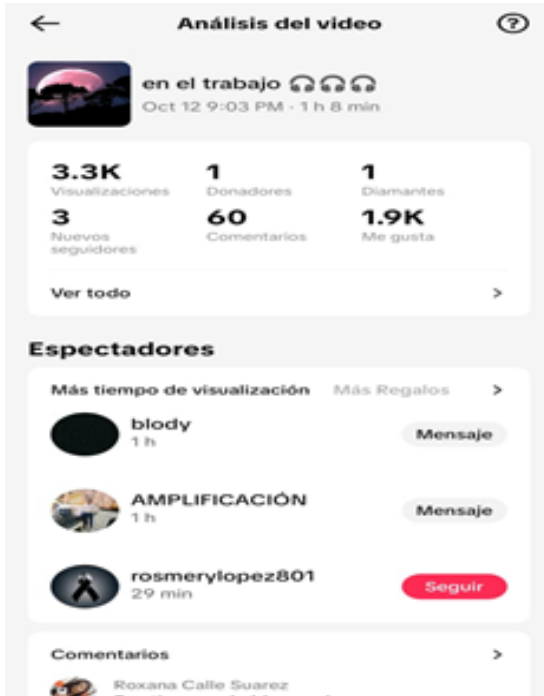 Análisis del video
en el trabajo 🎧🎧🎧
Oct 12 9:03 PM · 1 h 8 min
3.3K 1 1
Visualizaciones Donadores Diamantes
3 60 1.9K
Nuevos seguidores Comentarios Me gusta
Ver todo
Espectadores
Más tiempo de visualización Más Regalos
blody
1 h
Mensaje
AMPLIFICACIÓN
1 h
Mensaje
rosmerylopez801
29 min
Seguir
Comentarios
Roxana Calle Suarez